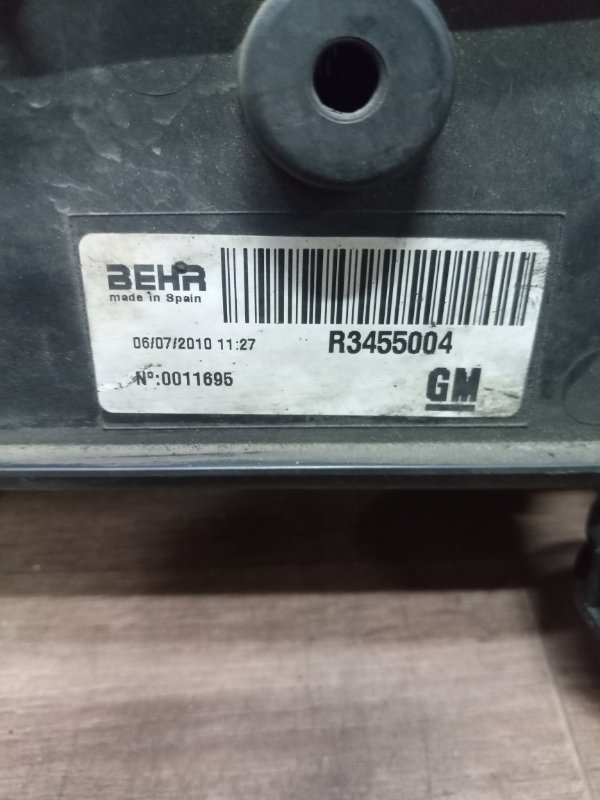 BEHR
made in Spain
06/07/2010 11:27
R3455004
Nº:0011695
GM